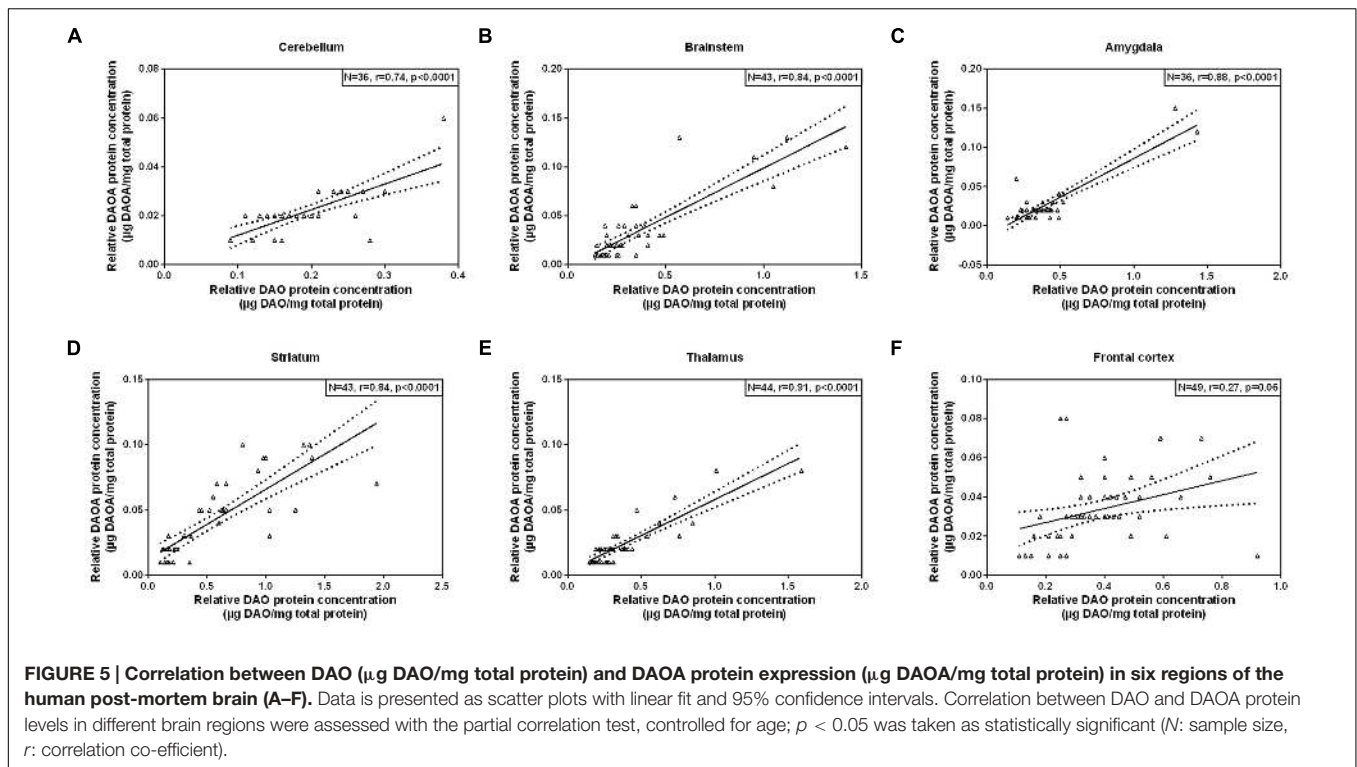 A
Cerebellum
N=36, r=0.74, p<0.0001
Relative DAOA protein concentration
(µg DAOA/mg total protein)
0.08
0.06
0.04
0.02
0.00
0.0 0.1 0.2 0.3 0.4
Relative DAO protein concentration
(µg DAO/mg total protein)
B
Brainstem
N=43, r=0.84, p<0.0001
Relative DAOA protein concentration
(µg DAOA/mg total protein)
0.20
0.15
0.10
0.05
0.00
0.0 0.5 1.0 1.5
Relative DAO protein concentration
(µg DAO/mg total protein)
C
Amygdala
N=36, r=0.88, p<0.0001
Relative DAOA protein concentration
(µg DAOA/mg total protein)
0.20
0.15
0.10
0.05
0.00
-0.05
0.0 0.5 1.0 1.5 2.0
Relative DAO protein concentration
(µg DAO/mg total protein)
D
Striatum
N=43, r=0.84, p<0.0001
Relative DAOA protein concentration
(µg DAOA/mg total protein)
0.15
0.10
0.05
0.00
0.0 0.5 1.0 1.5 2.0 2.5
Relative DAO protein concentration
(µg DAO/mg total protein)
E
Thalamus
N=44, r=0.91, p<0.0001
Relative DAOA protein concentration
(µg DAOA/mg total protein)
0.15
0.10
0.05
0.00
0.0 0.5 1.0 1.5 2.0
Relative DAO protein concentration
(µg DAO/mg total protein)
F
Frontal cortex
N=49, r=0.27, p=0.06
Relative DAOA protein concentration
(µg DAOA/mg total protein)
0.10
0.08
0.06
0.04
0.02
0.00
0.0 0.2 0.4 0.6 0.8 1.0
Relative DAO protein concentration
(µg DAO/mg total protein)
FIGURE 5 | Correlation between DAO (µg DAO/mg total protein) and DAOA protein expression (µg DAOA/mg total protein) in six regions of the
human post-mortem brain (A–F). Data is presented as scatter plots with linear fit and 95% confidence intervals. Correlation between DAO and DAOA protein
levels in different brain regions were assessed with the partial correlation test, controlled for age; p < 0.05 was taken as statistically significant (N: sample size,
r: correlation co-efficient).